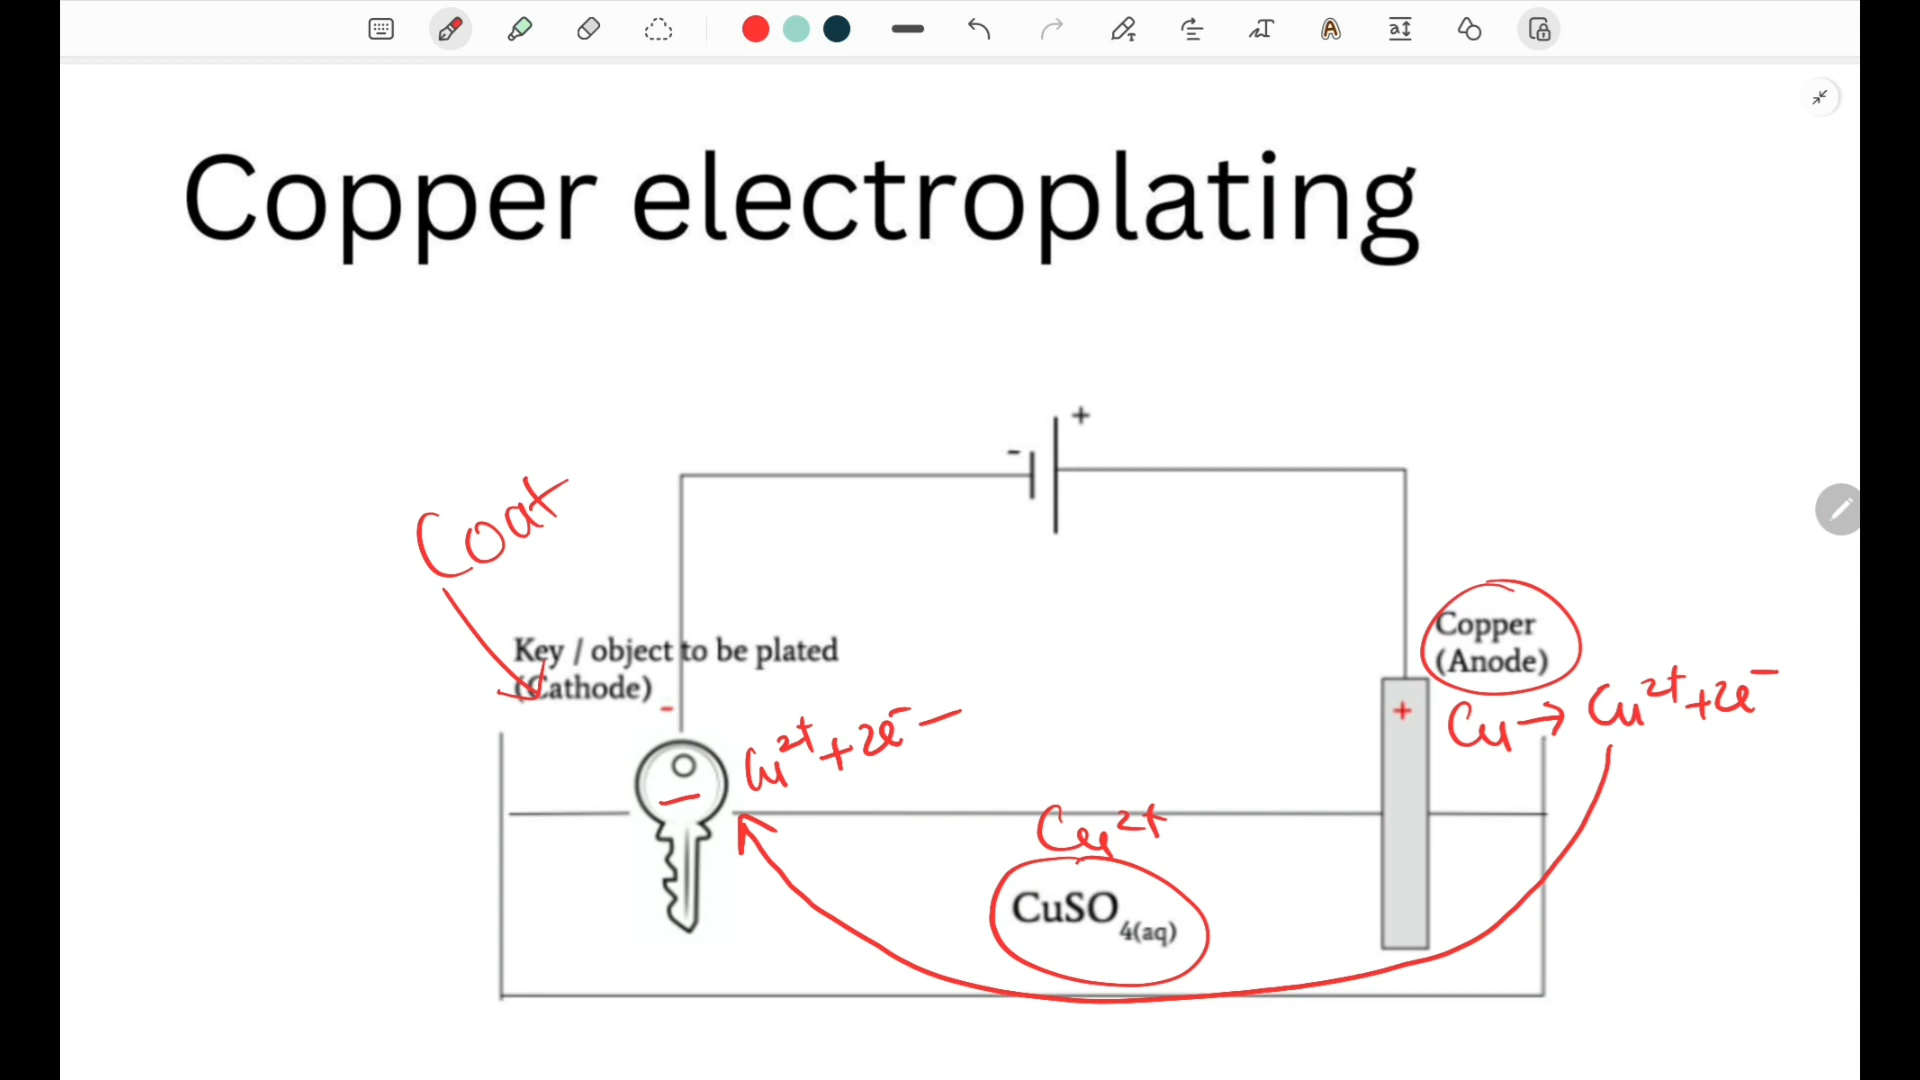 Copper electroplating
- +
Coat
Key / object to be plated
(Cathode)
-
Copper
(Anode)
+
Cu → Cu²⁺+2e⁻
Cu²⁺+2e⁻ —
−
Cu²⁺
CuSO₄(aq)